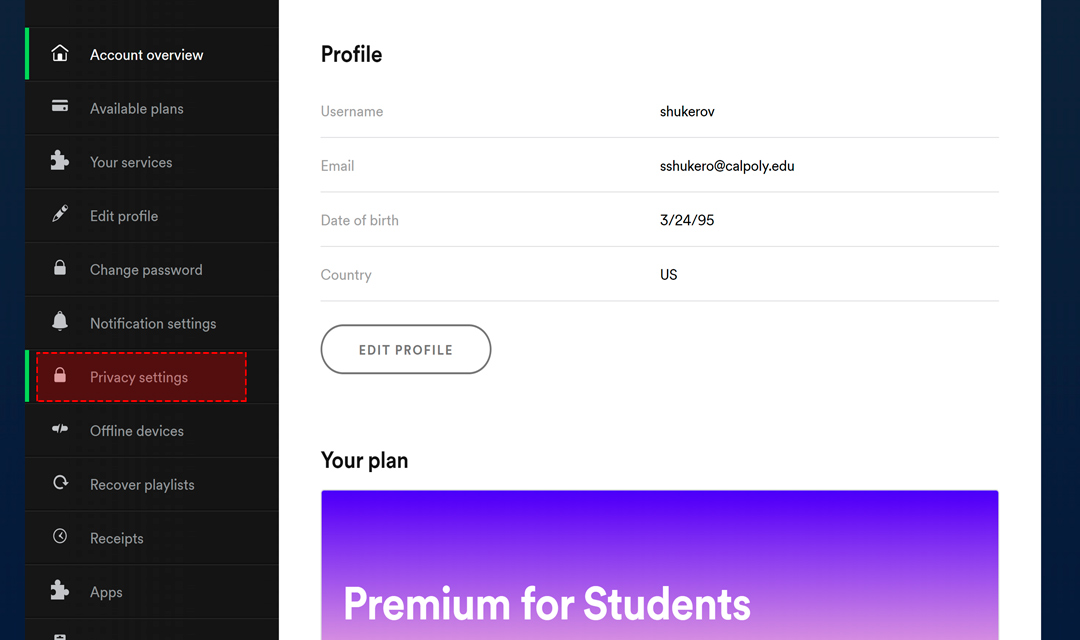 Account overview
Available plans
Your services
Edit profile
Change password
Notification settings
Privacy settings
Offline devices
Recover playlists
Receipts
Apps
Profile
Username shukerov
Email sshukero@calpoly.edu
Date of birth 3/24/95
Country US
EDIT PROFILE
Your plan
Premium for Students